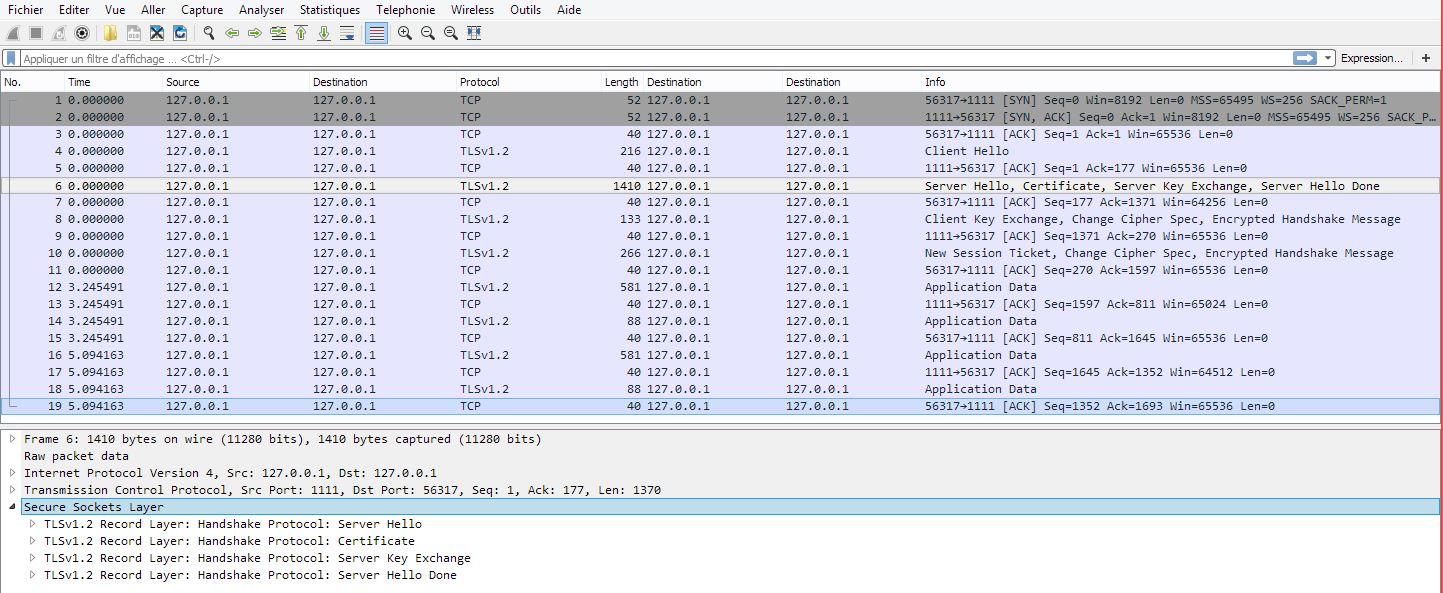 Fichier Editer Vue Aller Capture Analyser Statistiques Telephonie Wireless Outils Aide
Appliquer un filtre d'affichage ... <Ctrl-/> Expression... +
No. Time Source Destination Protocol Length Destination Destination Info
1 0.000000 127.0.0.1 127.0.0.1 TCP 52 127.0.0.1 127.0.0.1 56317→1111 [SYN] Seq=0 Win=8192 Len=0 MSS=65495 WS=256 SACK_PERM=1
2 0.000000 127.0.0.1 127.0.0.1 TCP 52 127.0.0.1 127.0.0.1 1111→56317 [SYN, ACK] Seq=0 Ack=1 Win=8192 Len=0 MSS=65495 WS=256 SACK_P…
3 0.000000 127.0.0.1 127.0.0.1 TCP 40 127.0.0.1 127.0.0.1 56317→1111 [ACK] Seq=1 Ack=1 Win=65536 Len=0
4 0.000000 127.0.0.1 127.0.0.1 TLSv1.2 216 127.0.0.1 127.0.0.1 Client Hello
5 0.000000 127.0.0.1 127.0.0.1 TCP 40 127.0.0.1 127.0.0.1 1111→56317 [ACK] Seq=1 Ack=177 Win=65536 Len=0
6 0.000000 127.0.0.1 127.0.0.1 TLSv1.2 1410 127.0.0.1 127.0.0.1 Server Hello, Certificate, Server Key Exchange, Server Hello Done
7 0.000000 127.0.0.1 127.0.0.1 TCP 40 127.0.0.1 127.0.0.1 56317→1111 [ACK] Seq=177 Ack=1371 Win=64256 Len=0
8 0.000000 127.0.0.1 127.0.0.1 TLSv1.2 133 127.0.0.1 127.0.0.1 Client Key Exchange, Change Cipher Spec, Encrypted Handshake Message
9 0.000000 127.0.0.1 127.0.0.1 TCP 40 127.0.0.1 127.0.0.1 1111→56317 [ACK] Seq=1371 Ack=270 Win=65536 Len=0
10 0.000000 127.0.0.1 127.0.0.1 TLSv1.2 266 127.0.0.1 127.0.0.1 New Session Ticket, Change Cipher Spec, Encrypted Handshake Message
11 0.000000 127.0.0.1 127.0.0.1 TCP 40 127.0.0.1 127.0.0.1 56317→1111 [ACK] Seq=270 Ack=1597 Win=65536 Len=0
12 3.245491 127.0.0.1 127.0.0.1 TLSv1.2 581 127.0.0.1 127.0.0.1 Application Data
13 3.245491 127.0.0.1 127.0.0.1 TCP 40 127.0.0.1 127.0.0.1 1111→56317 [ACK] Seq=1597 Ack=811 Win=65024 Len=0
14 3.245491 127.0.0.1 127.0.0.1 TLSv1.2 88 127.0.0.1 127.0.0.1 Application Data
15 3.245491 127.0.0.1 127.0.0.1 TCP 40 127.0.0.1 127.0.0.1 56317→1111 [ACK] Seq=811 Ack=1645 Win=65536 Len=0
16 5.094163 127.0.0.1 127.0.0.1 TLSv1.2 581 127.0.0.1 127.0.0.1 Application Data
17 5.094163 127.0.0.1 127.0.0.1 TCP 40 127.0.0.1 127.0.0.1 1111→56317 [ACK] Seq=1645 Ack=1352 Win=64512 Len=0
18 5.094163 127.0.0.1 127.0.0.1 TLSv1.2 88 127.0.0.1 127.0.0.1 Application Data
19 5.094163 127.0.0.1 127.0.0.1 TCP 40 127.0.0.1 127.0.0.1 56317→1111 [ACK] Seq=1352 Ack=1693 Win=65536 Len=0
Frame 6: 1410 bytes on wire (11280 bits), 1410 bytes captured (11280 bits)
Raw packet data
Internet Protocol Version 4, Src: 127.0.0.1, Dst: 127.0.0.1
Transmission Control Protocol, Src Port: 1111, Dst Port: 56317, Seq: 1, Ack: 177, Len: 1370
Secure Sockets Layer
TLSv1.2 Record Layer: Handshake Protocol: Server Hello
TLSv1.2 Record Layer: Handshake Protocol: Certificate
TLSv1.2 Record Layer: Handshake Protocol: Server Key Exchange
TLSv1.2 Record Layer: Handshake Protocol: Server Hello Done